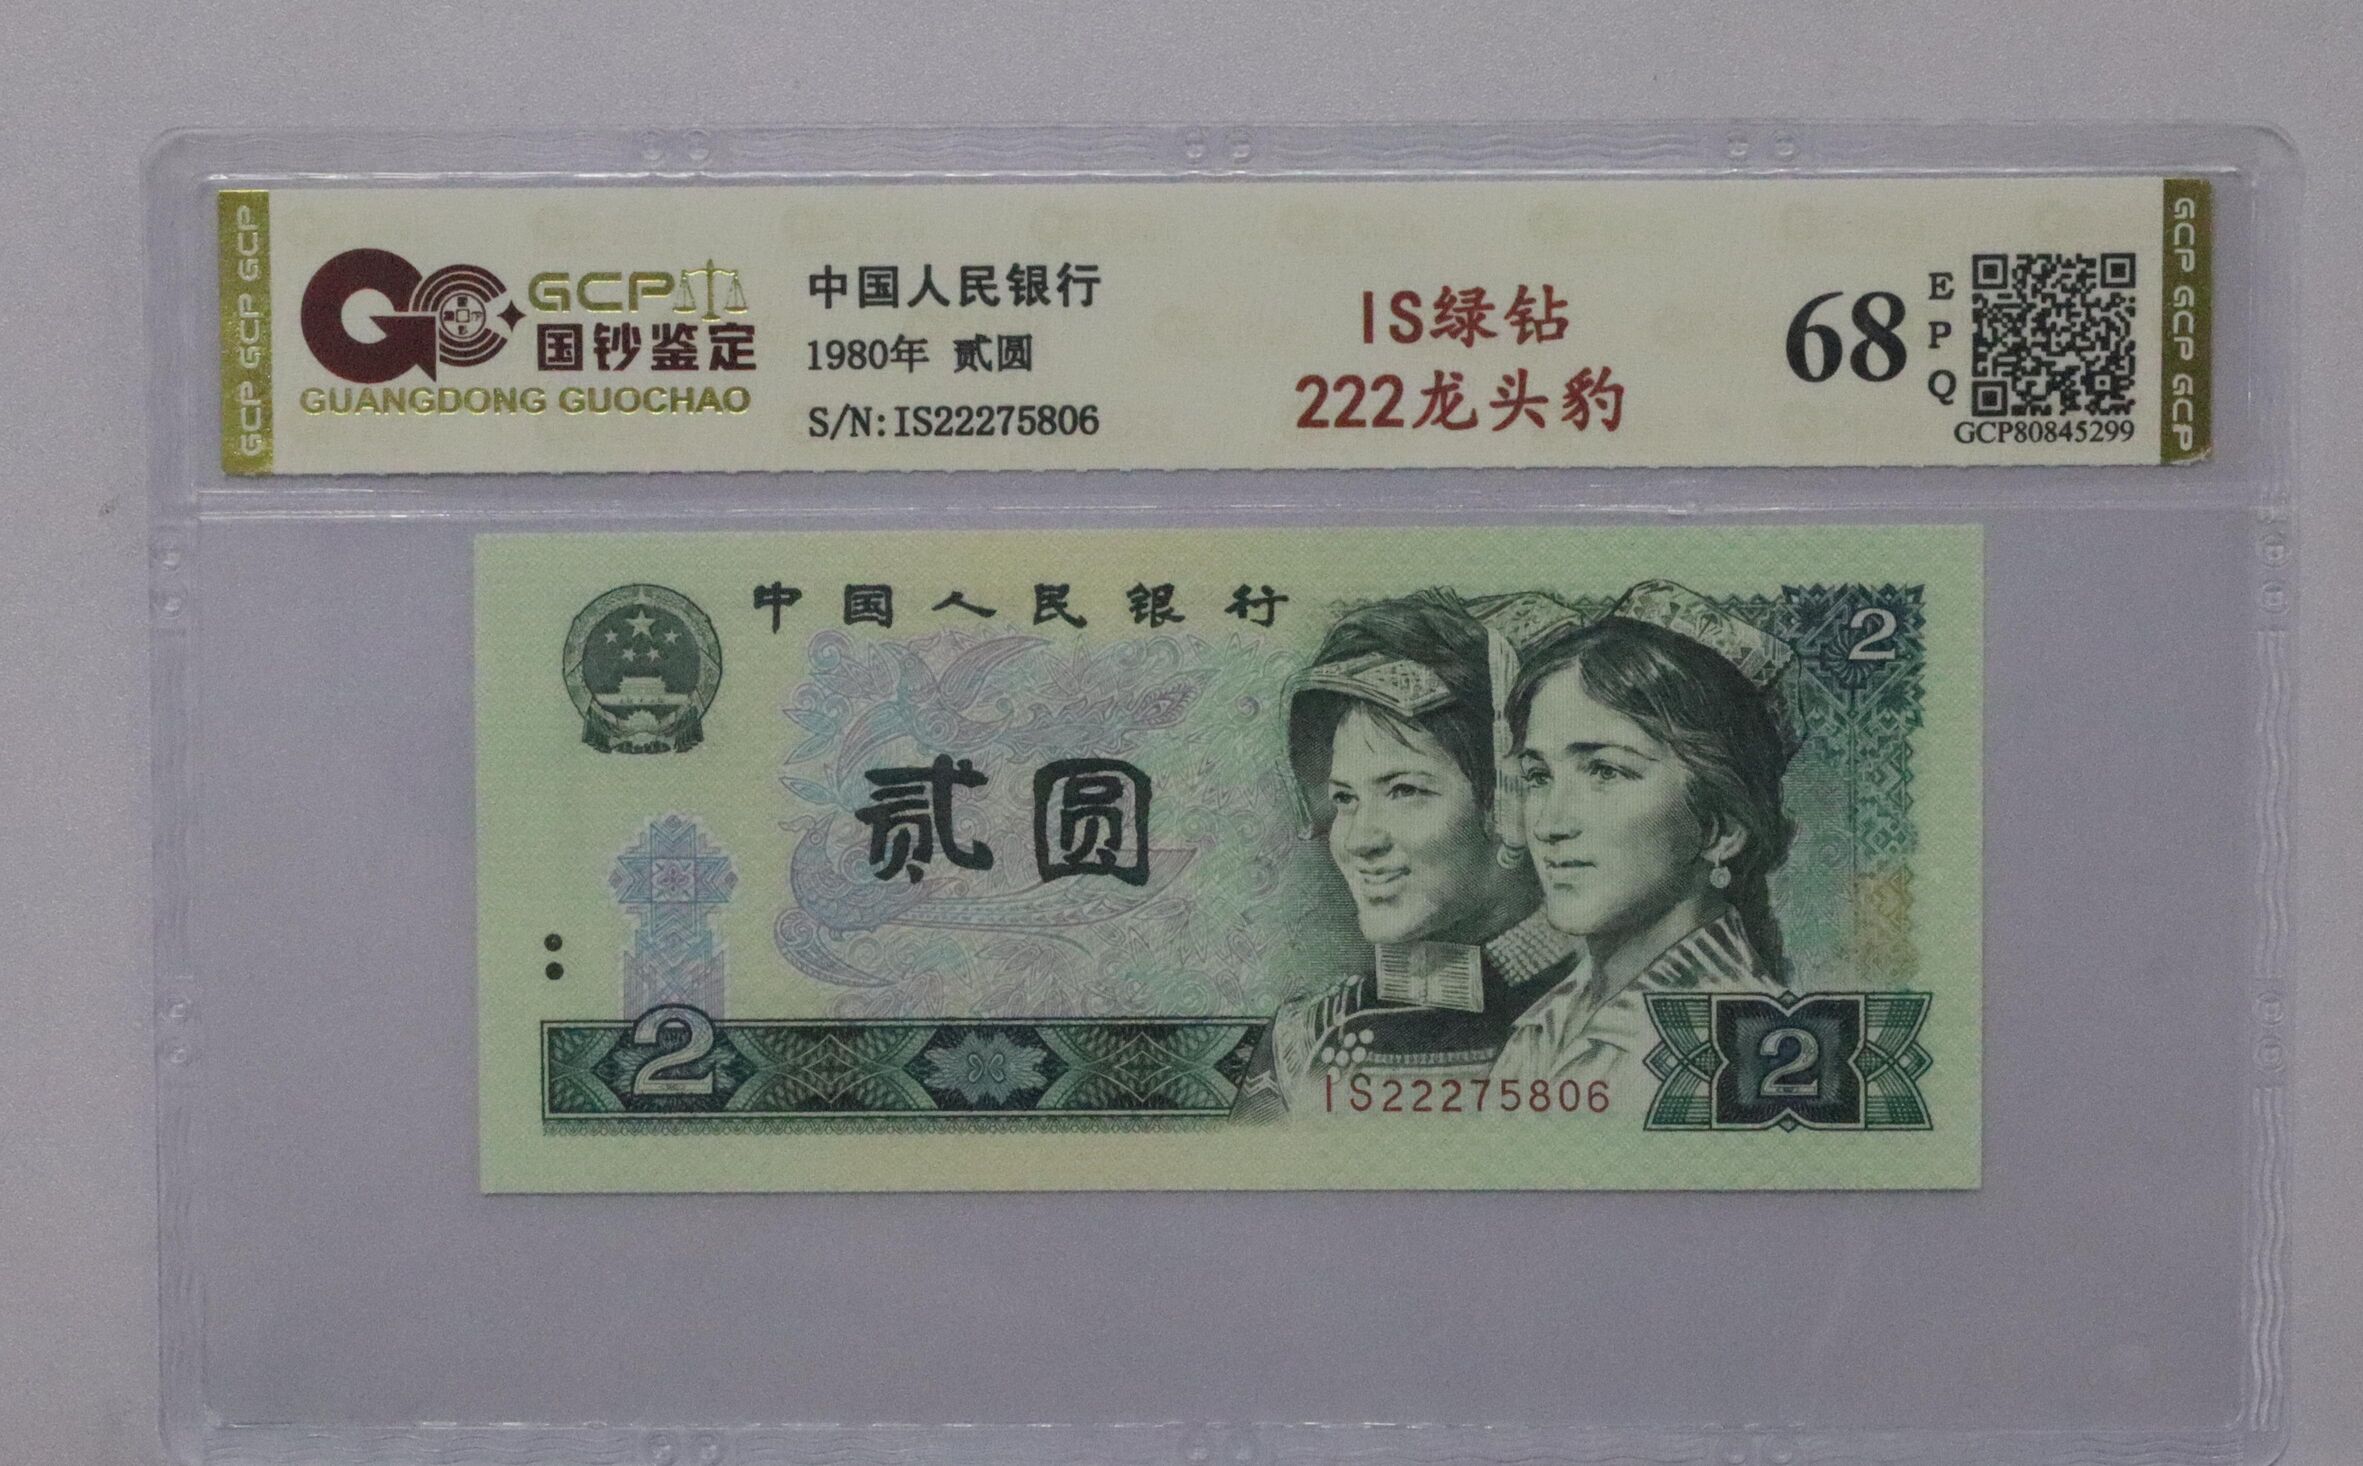 GCP GCP GCP
GCP
国钞鉴定
GUANGDONG GUOCHAO
中国人民银行
1980年 贰圆
S/N:IS22275806
IS绿钻
222龙头豹
68
EPQ
GCP80845299
GCP GCP GCP
中国人民银行
2
贰圆
2
IS22275806
2